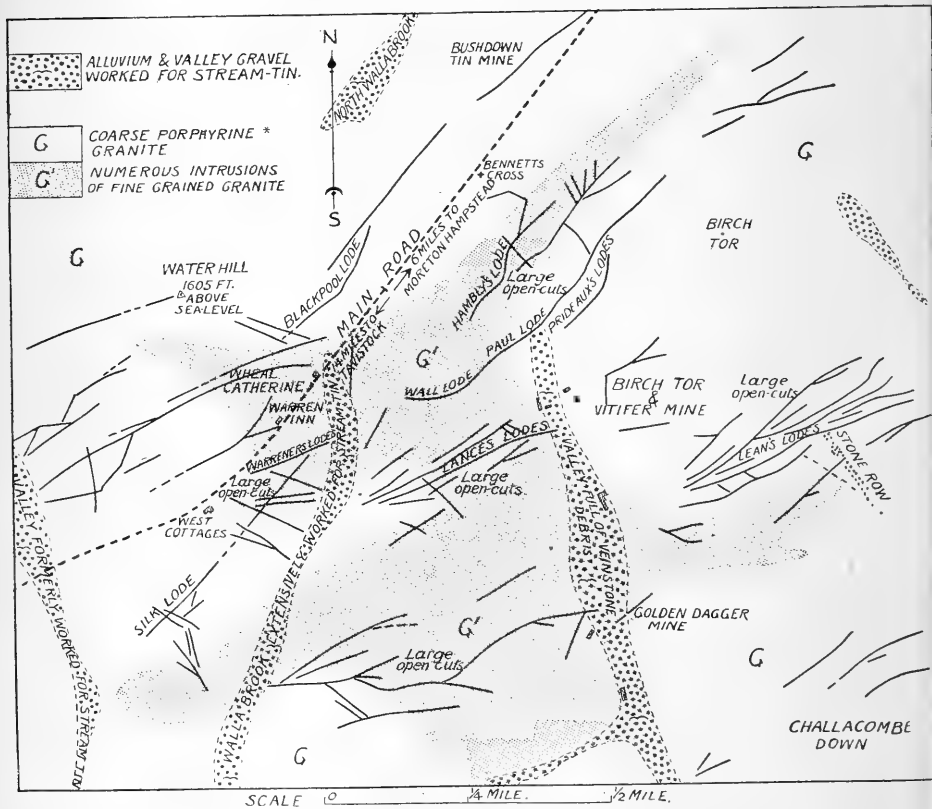 ALLUVIUM & VALLEY GRAVEL
WORKED FOR STREAM-TIN.
G
COARSE PORPHYRINE *
GRANITE
G'
NUMEROUS INTRUSIONS
OF FINE GRAINED GRANITE
N
S
NORTH WALLABROOK
BUSHDOWN
TIN MINE
G
BENNETTS
CROSS
BIRCH
TOR
G
WATER HILL
1605 FT.
ABOVE
SEA-LEVEL
BLACKPOOL LODE
MAIN ROAD
6 MILES TO
MORETON HAMPSTEAD
14 MILES TO
TAVISTOCK
HAMBLY'S LODE
Large
open-cuts
PRIDEAUX'S LODES
PAUL LODE
WALL LODE
G'
WHEAL
CATHERINE
WARREN
INN
WARRENERS LODES
Large
open-cuts
WEST
COTTAGES
LANCES LODES
Large
open-cuts
BIRCH TOR
&
VITIFER MINE
Large
open-cuts
LEAN'S LODES
STONE ROW
VALLEY FORMERLY WORKED FOR STREAM TIN
WALLABROOK EXTENSIVELY WORKED FOR STREAM TIN
VALLEY FULL OF VEINSTONE
DEBRIS
SILK LODE
G'
Large
open cuts
GOLDEN DAGGER
MINE
G
G
CHALLACOMBE
DOWN
SCALE 0 ¼ MILE. ½ MILE.